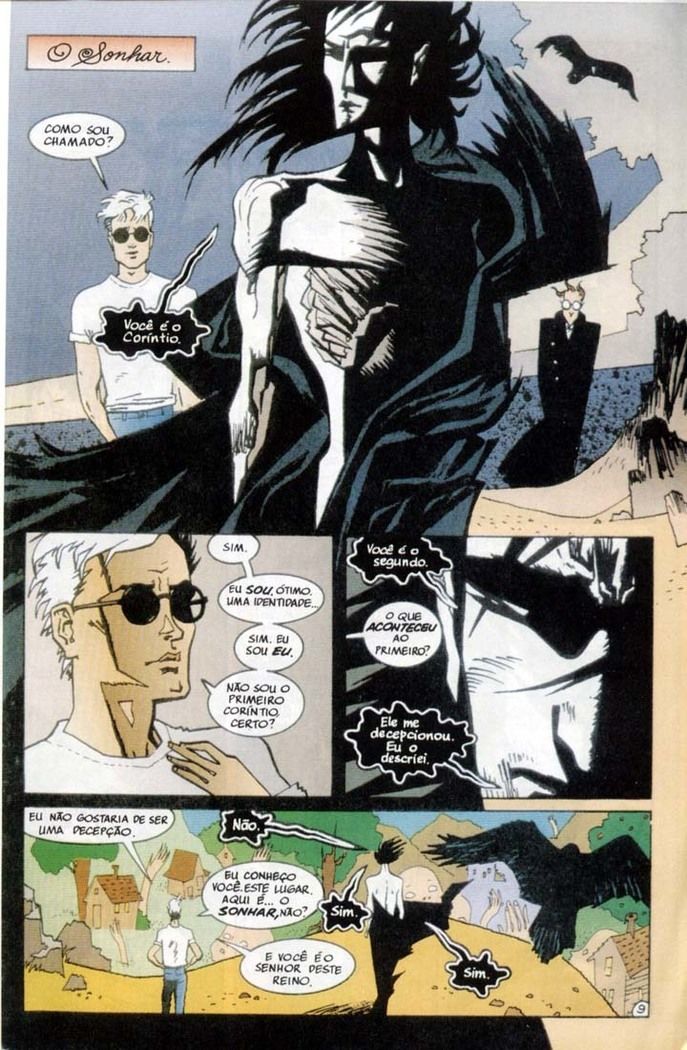 O Sonhar.
COMO SOU
CHAMADO?
Você é o
Coríntio.
SIM.
EU SOU, ÓTIMO.
UMA IDENTIDADE...
SIM. EU
SOU EU.
NÃO SOU O
PRIMEIRO
CORÍNTIO,
CERTO?
Você é o
segundo.
O QUE
ACONTECEU
AO
PRIMEIRO?
Ele me
decepcionou.
Eu o
descriei.
EU NÃO GOSTARIA DE SER
UMA DECEPÇÃO.
Não.
EU CONHEÇO
VOCÊ. ESTE LUGAR.
AQUI É... O
SONHAR, NÃO?
Sim.
E VOCÊ É O
SENHOR DESTE
REINO.
Sim.
9